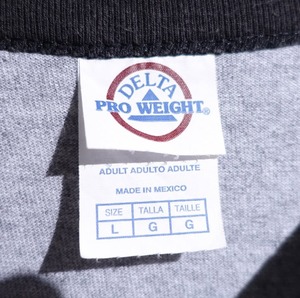 DELTA
PRO WEIGHT®
ADULT ADULTO ADULTE
MADE IN MEXICO
SIZE TALLA TAILLE
L G G